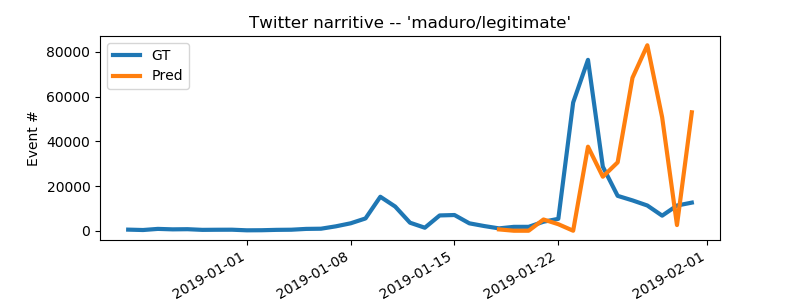 Twitter narritive -- 'maduro/legitimate'
GT
Pred
Event #
80000
60000
40000
20000
0
2019-01-01
2019-01-08
2019-01-15
2019-01-22
2019-02-01